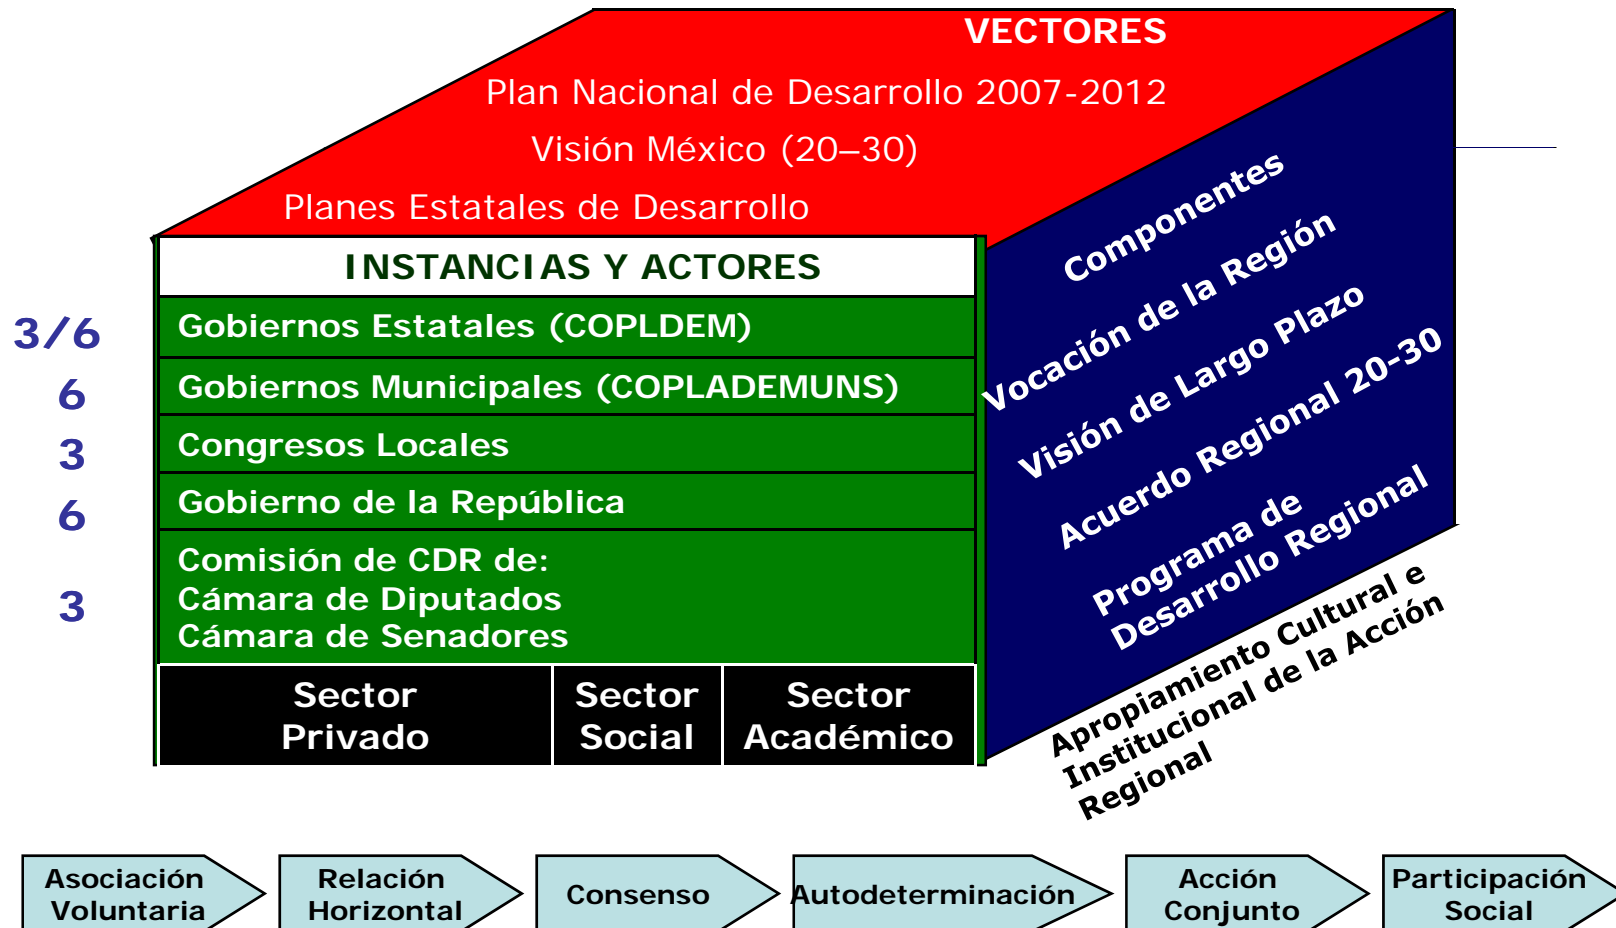 VECTORES
Plan Nacional de Desarrollo 2007-2012
Visión México (20–30)
Planes Estatales de Desarrollo
INSTANCIAS Y ACTORES
3/6
Gobiernos Estatales (COPLDEM)
6
Gobiernos Municipales (COPLADEMUNS)
3
Congresos Locales
6
Gobierno de la República
3
Comisión de CDR de:
Cámara de Diputados
Cámara de Senadores
Sector
Privado
Sector
Social
Sector
Académico
Componentes
Vocación de la Región
Visión de Largo Plazo
Acuerdo Regional 20-30
Programa de
Desarrollo Regional
Apropiamiento Cultural e
Institucional de la Acción
Regional
Asociación
Voluntaria
Relación
Horizontal
Consenso
Autodeterminación
Acción
Conjunto
Participación
Social